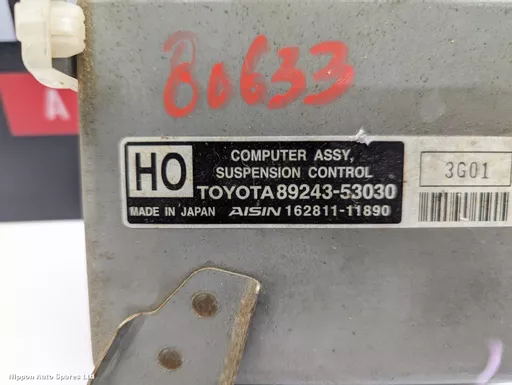 80633
A
HO
COMPUTER ASSY,
SUSPENSION CONTROL
TOYOTA 89243-53030
MADE IN JAPAN AISIN 162811-11890
3G01
Nippon Auto Spares Ltd